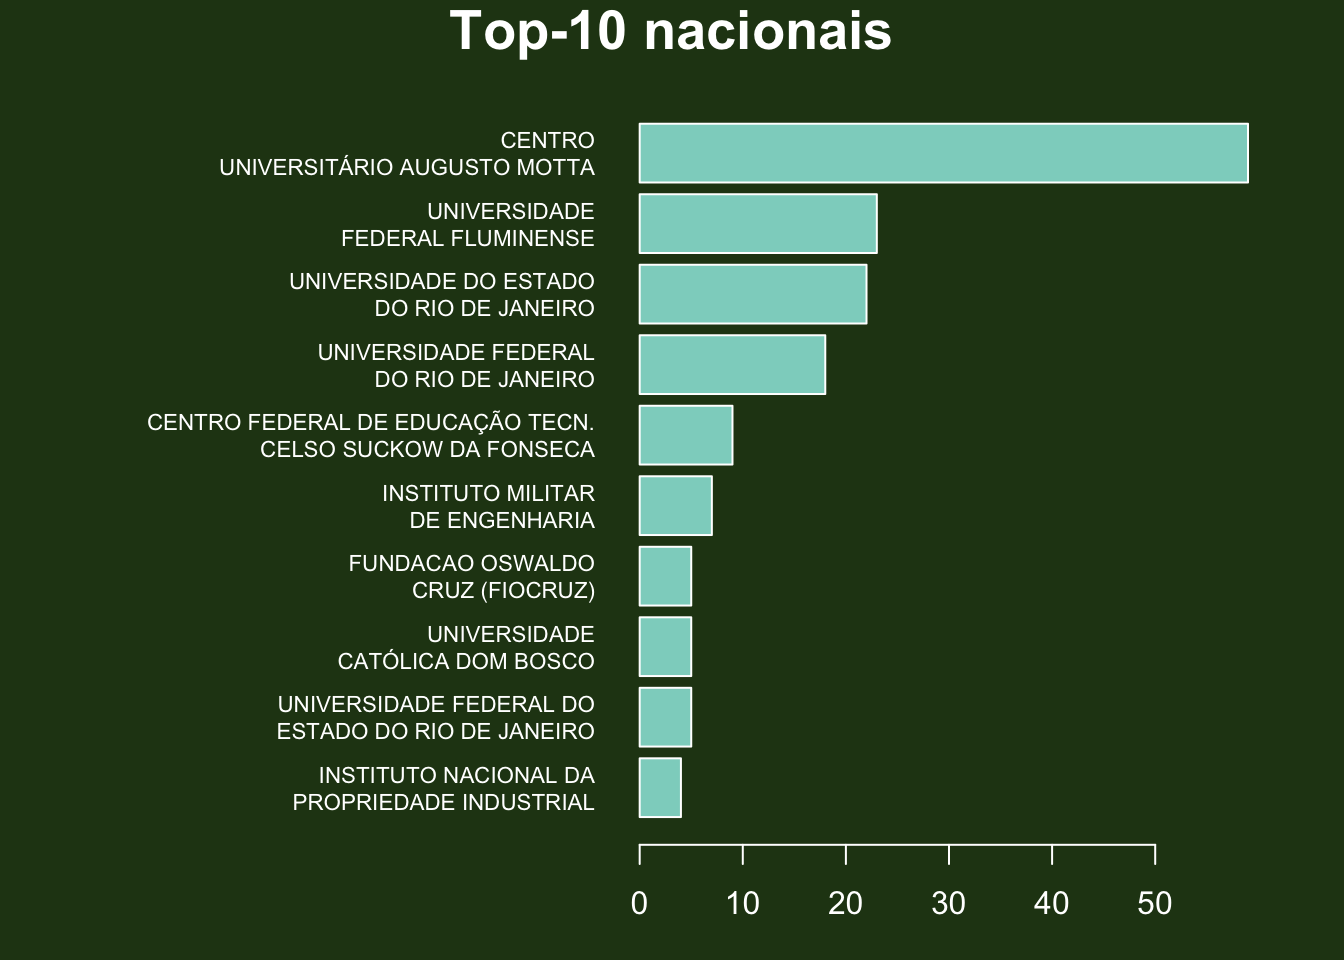 Top-10 nacionais
CENTRO
UNIVERSITÁRIO AUGUSTO MOTTA
UNIVERSIDADE
FEDERAL FLUMINENSE
UNIVERSIDADE DO ESTADO
DO RIO DE JANEIRO
UNIVERSIDADE FEDERAL
DO RIO DE JANEIRO
CENTRO FEDERAL DE EDUCAÇÃO TECN.
CELSO SUCKOW DA FONSECA
INSTITUTO MILITAR
DE ENGENHARIA
FUNDACAO OSWALDO
CRUZ (FIOCRUZ)
UNIVERSIDADE
CATÓLICA DOM BOSCO
UNIVERSIDADE FEDERAL DO
ESTADO DO RIO DE JANEIRO
INSTITUTO NACIONAL DA
PROPRIEDADE INDUSTRIAL
0 10 20 30 40 50